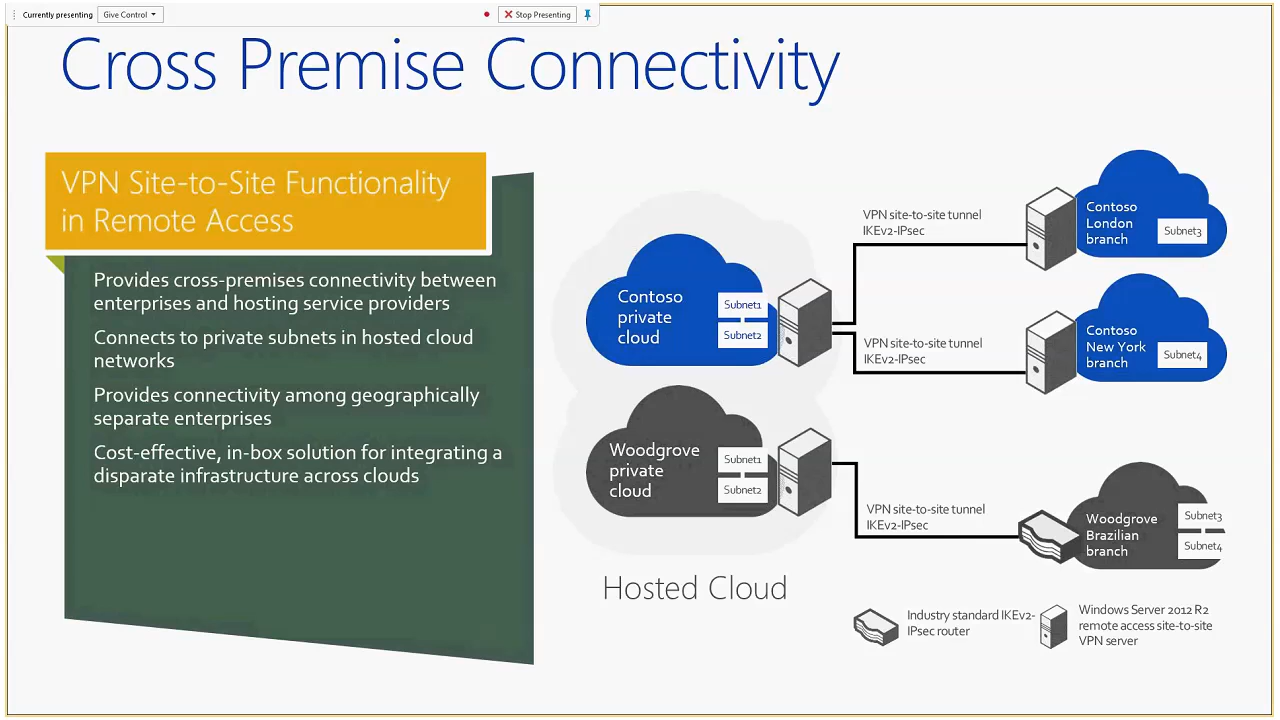 Currently presenting
Give Control
Stop Presenting
Cross Premise Connectivity
VPN Site-to-Site Functionality
in Remote Access
Provides cross-premises connectivity between
enterprises and hosting service providers
Connects to private subnets in hosted cloud
networks
Provides connectivity among geographically
separate enterprises
Cost-effective, in-box solution for integrating a
disparate infrastructure across clouds
Contoso
private
cloud
Subnet1
Subnet2
VPN site-to-site tunnel
IKEv2-IPsec
Contoso
London
branch
Subnet3
VPN site-to-site tunnel
IKEv2-IPsec
Contoso
New York
branch
Subnet4
Woodgrove
private
cloud
Subnet1
Subnet2
VPN site-to-site tunnel
IKEv2-IPsec
Woodgrove
Brazilian
branch
Subnet3
Subnet4
Hosted Cloud
Industry standard IKEv2-
IPsec router
Windows Server 2012 R2
remote access site-to-site
VPN server